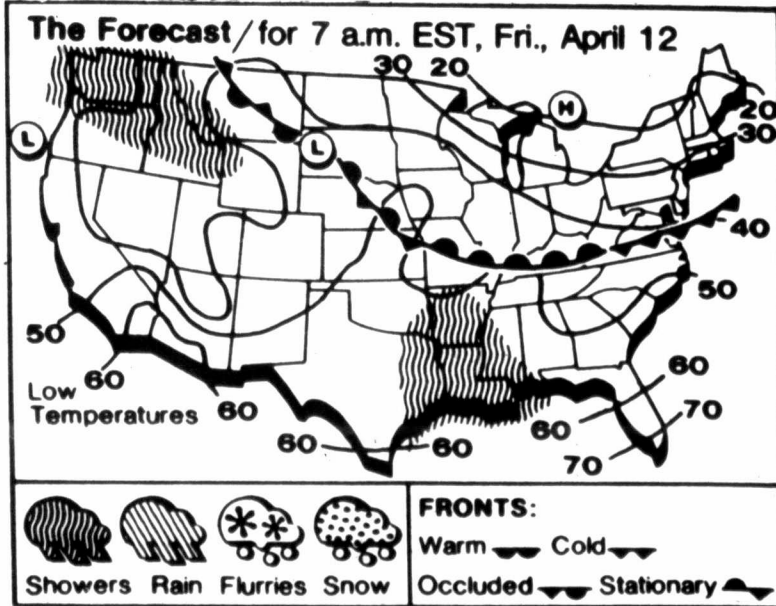 The Forecast / for 7 a.m. EST, Fri., April 12
30 20
H
20
30
L
L
40
50
50
60
60
60
Low
Temperatures
60
60
60
70
70
Showers Rain Flurries Snow
FRONTS:
Warm Cold
Occluded Stationary